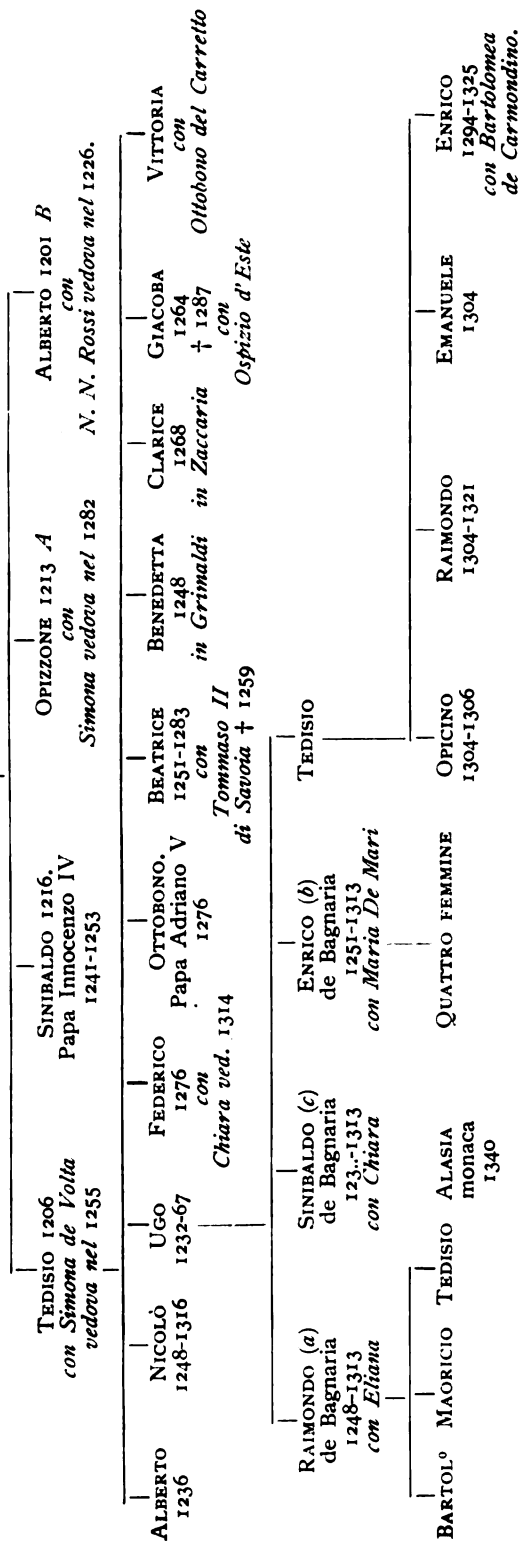 TEDISIO 1206
con Simona de Volta
vedova nel 1255
SINIBALDO 1216.
Papa Innocenzo IV
1241-1253
OPIZZONE 1213 A
con
Simona vedova nel 1282
ALBERTO 1201 B
con
N. N. Rossi vedova nel 1226.
ALBERTO
1236
NICOLÒ
1248-1316
UGO
1232-67
FEDERICO
1276
con
Chiara ved. 1314
OTTOBONO.
Papa Adriano V
1276
BEATRICE
1251-1283
con
Tommaso II
di Savoia † 1259
BENEDETTA
1248
in Grimaldi
CLARICE
1268
in Zaccaria
GIACOBA
1264
† 1287
con
Ospizio d'Este
VITTORIA
con
Ottobono del Carretto
RAIMONDO (a)
de Bagnaria
1248-1313
con Eliana
SINIBALDO (c)
de Bagnaria
123..-1313
con Chiara
ENRICO (b)
de Bagnaria
1251-1313
con Maria De Mari
TEDISIO
BARTOLº
MAORICIO
TEDISIO
ALASIA
monaca
1340
QUATTRO FEMMINE
OPICINO
1304-1306
RAIMONDO
1304-1321
EMANUELE
1304
ENRICO
1294-1325
con Bartolomea
de Carmondino.